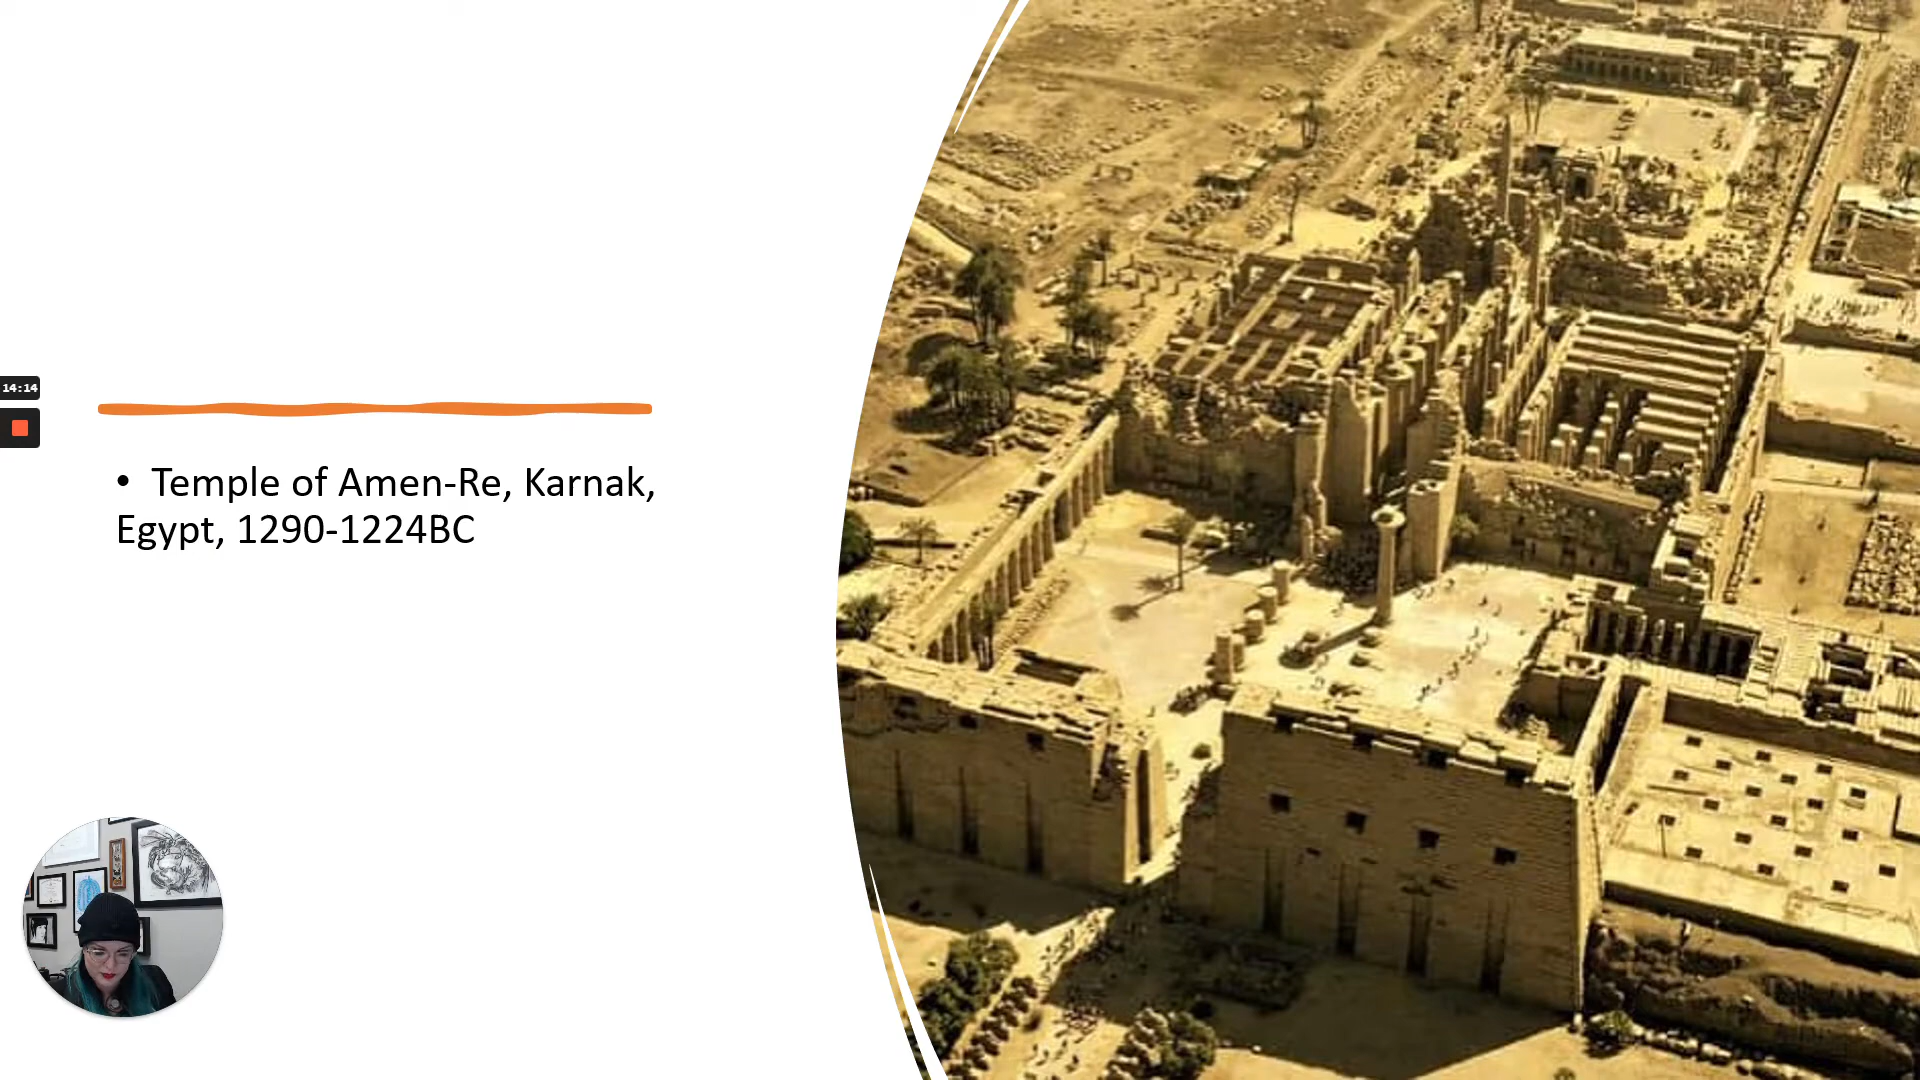 14:14
• Temple of Amen-Re, Karnak,
Egypt, 1290-1224BC